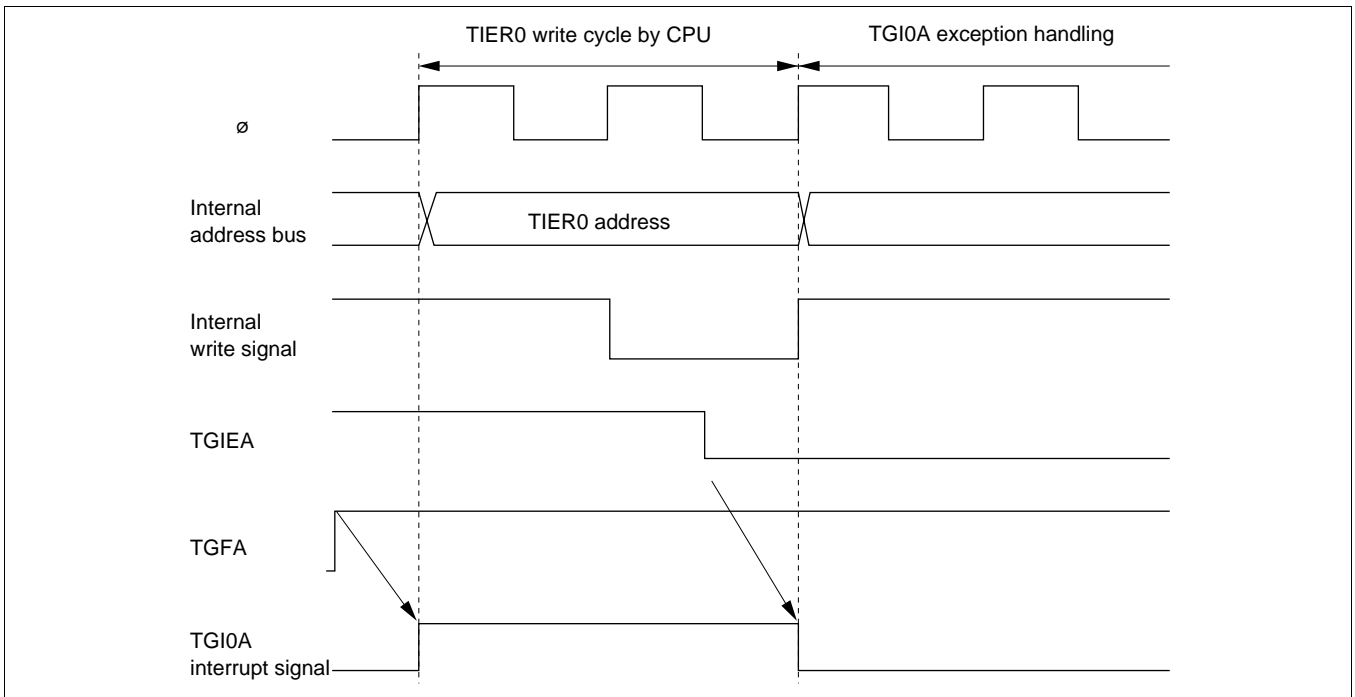 TIER0 write cycle by CPU
TGI0A exception handling
ø
Internal
address bus
TIER0 address
Internal
write signal
TGIEA
TGFA
TGI0A
interrupt signal